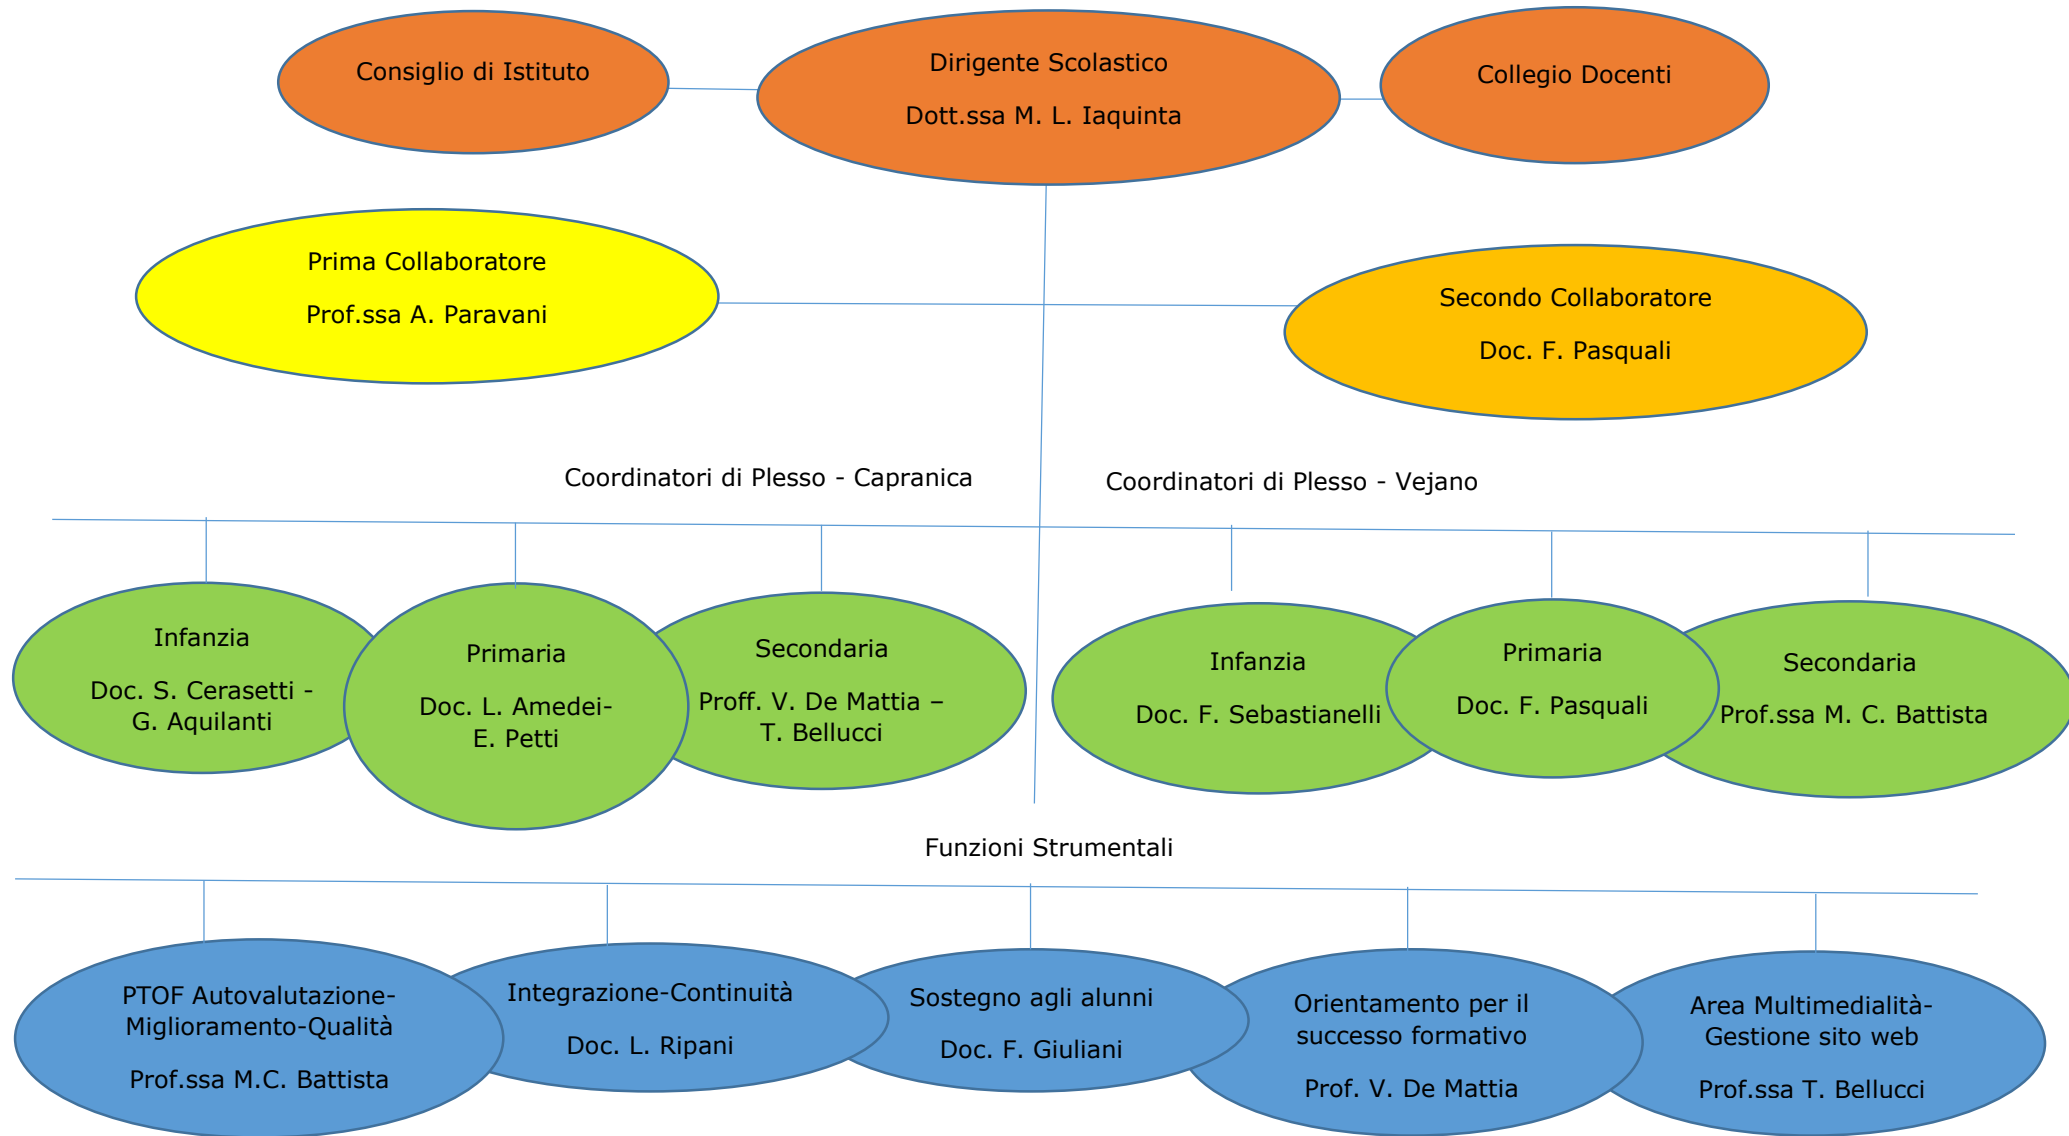 Consiglio di Istituto
Dirigente Scolastico
Dott.ssa M. L. Iaquinta
Collegio Docenti
Prima Collaboratore
Prof.ssa A. Paravani
Secondo Collaboratore
Doc. F. Pasquali
Coordinatori di Plesso - Capranica
Coordinatori di Plesso - Vejano
Infanzia
Doc. S. Cerasetti -
G. Aquilanti
Primaria
Doc. L. Amedei-
E. Petti
Secondaria
Proff. V. De Mattia –
T. Bellucci
Infanzia
Doc. F. Sebastianelli
Primaria
Doc. F. Pasquali
Secondaria
Prof.ssa M. C. Battista
Funzioni Strumentali
PTOF Autovalutazione-
Miglioramento-Qualità
Prof.ssa M.C. Battista
Integrazione-Continuità
Doc. L. Ripani
Sostegno agli alunni
Doc. F. Giuliani
Orientamento per il
successo formativo
Prof. V. De Mattia
Area Multimedialità-
Gestione sito web
Prof.ssa T. Bellucci